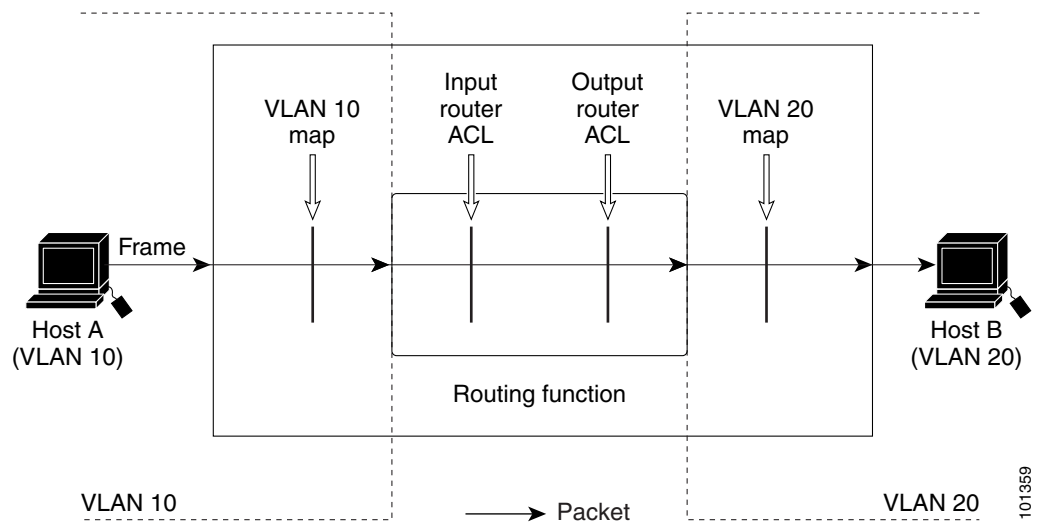 VLAN 10
map
Input
router
ACL
Output
router
ACL
VLAN 20
map
Frame
Host A
(VLAN 10)
Host B
(VLAN 20)
Routing function
VLAN 10
Packet
VLAN 20
101359